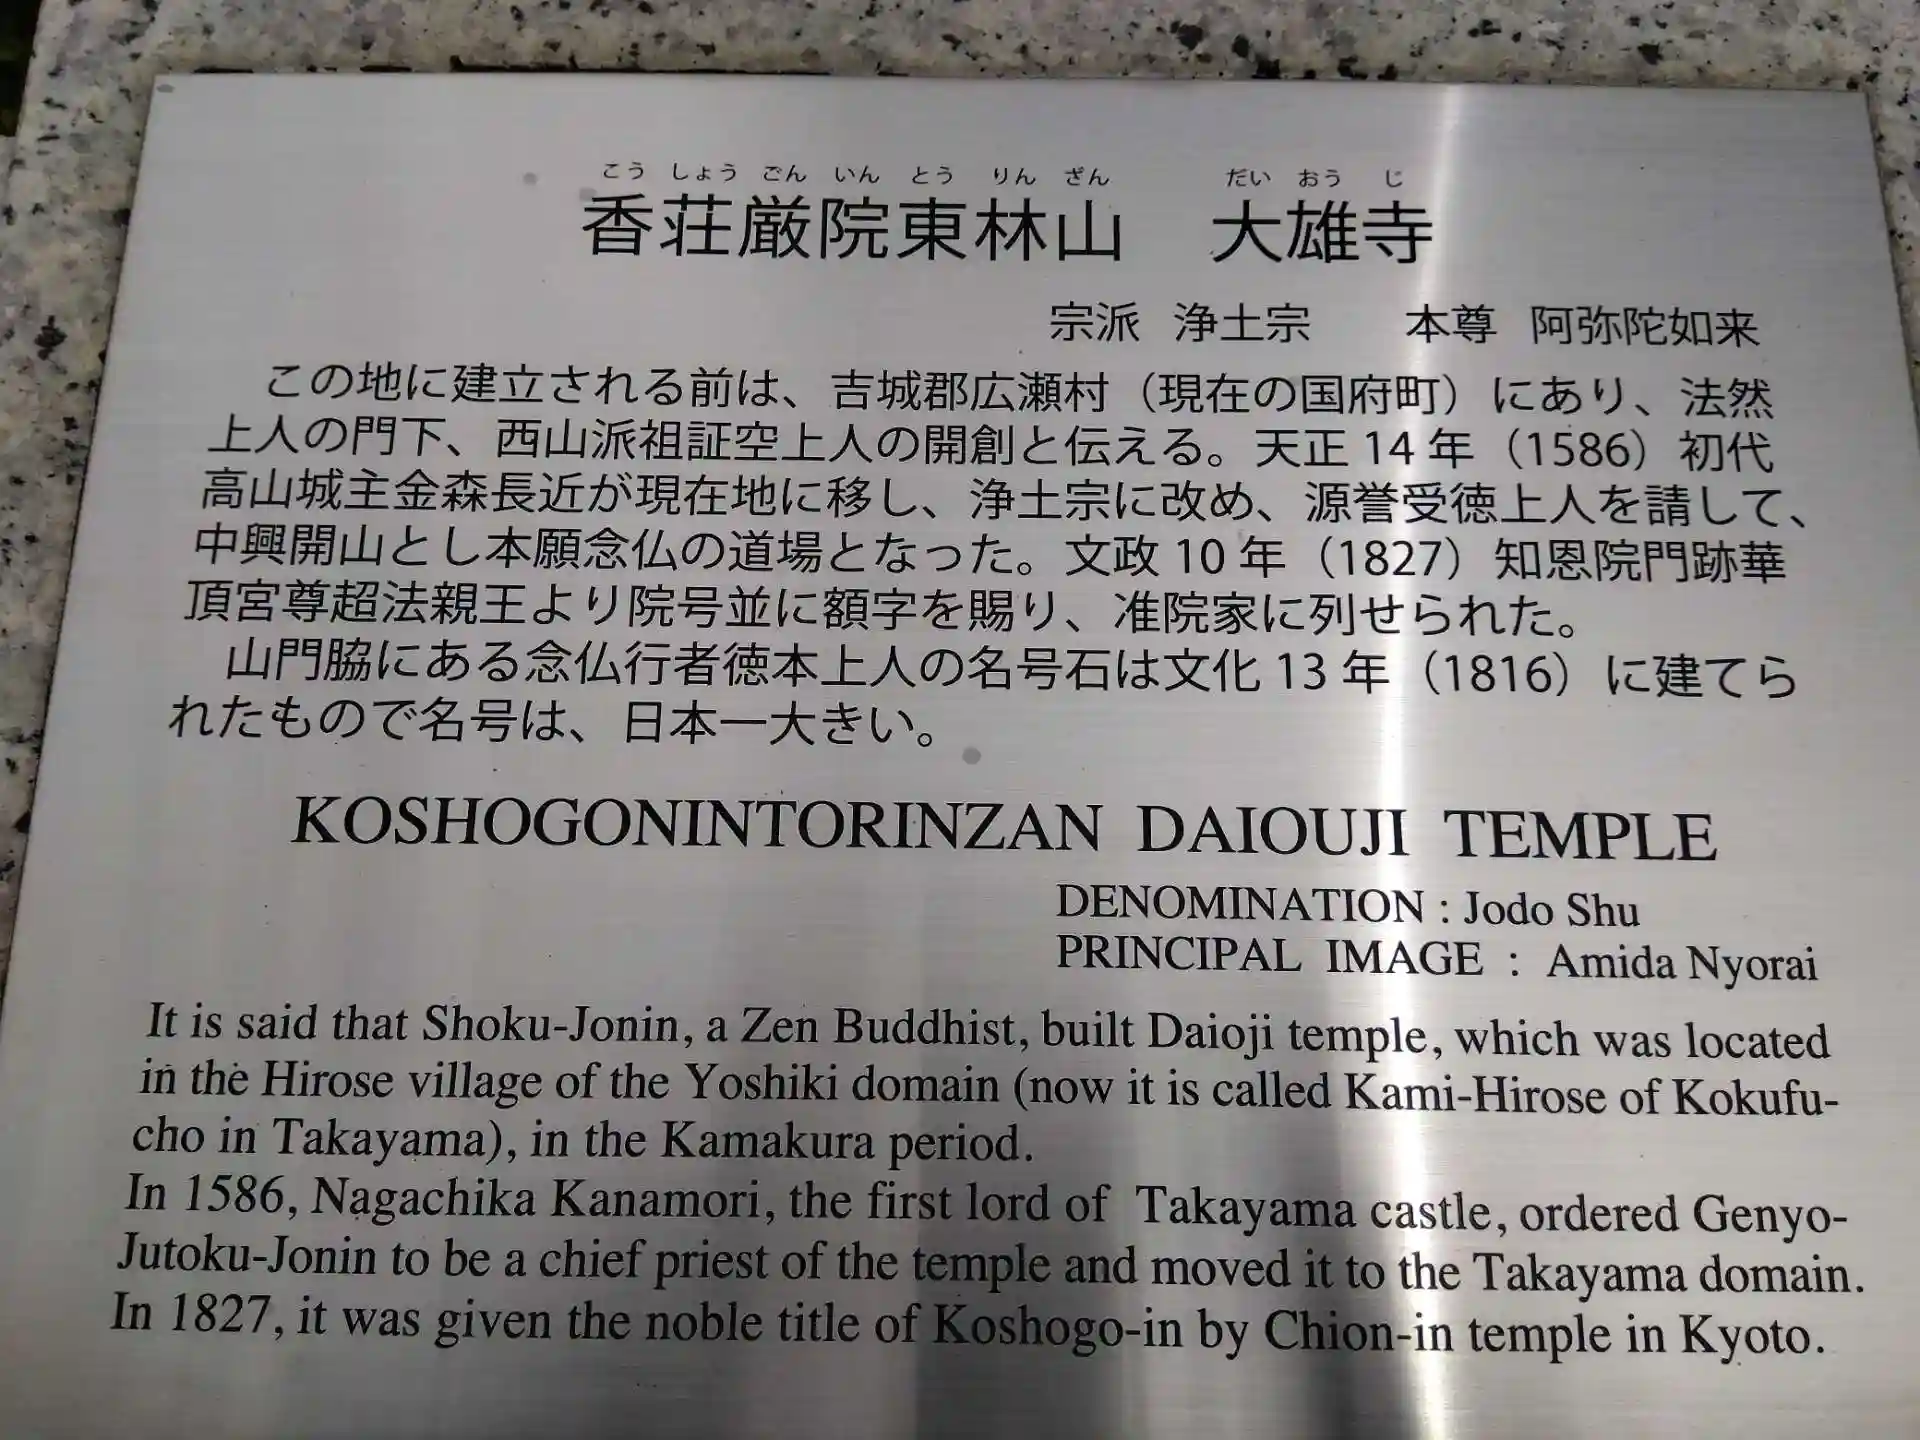 こう しょう ごん いん とう りん ざん だい おう じ
香荘厳院東林山 大雄寺
宗派 浄土宗 本尊 阿弥陀如来
この地に建立される前は、吉城郡広瀬村（現在の国府町）にあり、法然
上人の門下、西山派祖証空上人の開創と伝える。天正14年（1586）初代
高山城主金森長近が現在地に移し、浄土宗に改め、源誉受徳上人を請して、
中興開山とし本願念仏の道場となった。文政10年（1827）知恩院門跡華
頂宮尊超法親王より院号並に額字を賜り、准院家に列せられた。
山門脇にある念仏行者徳本上人の名号石は文化13年（1816）に建てら
れたもので名号は、日本一大きい。
KOSHOGONINTORINZAN DAIOUJI TEMPLE
DENOMINATION : Jodo Shu
PRINCIPAL IMAGE : Amida Nyorai
It is said that Shoku-Jonin, a Zen Buddhist, built Daioji temple, which was located
in the Hirose village of the Yoshiki domain (now it is called Kami-Hirose of Kokufu-
cho in Takayama), in the Kamakura period.
In 1586, Nagachika Kanamori, the first lord of Takayama castle, ordered Genyo-
Jutoku-Jonin to be a chief priest of the temple and moved it to the Takayama domain.
In 1827, it was given the noble title of Koshogo-in by Chion-in temple in Kyoto.